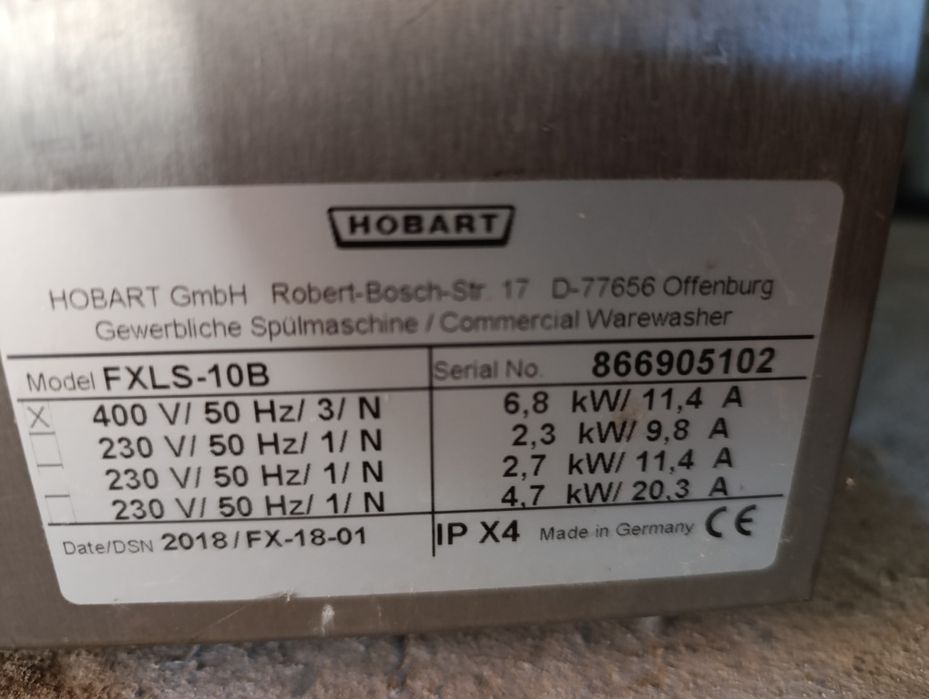 HOBART
HOBART GmbH Robert-Bosch-Str. 17 D-77656 Offenburg
Gewerbliche Spülmaschine / Commercial Warewasher
Model FXLS-10B Serial No. 866905102
X 400 V/ 50 Hz/ 3/ N 6,8 kW/ 11,4 A
230 V/ 50 Hz/ 1/ N 2,3 kW/ 9,8 A
230 V/ 50 Hz/ 1/ N 2,7 kW/ 11,4 A
230 V/ 50 Hz/ 1/ N 4,7 kW/ 20,3 A
Date/DSN 2018/FX-18-01 IP X4 Made in Germany CE